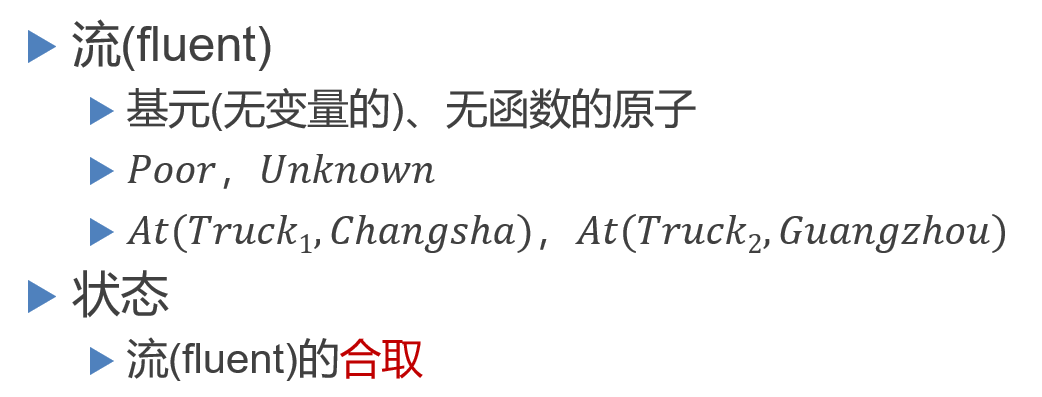 流(fluent)
基元(无变量的)、无函数的原子
Poor，Unknown
At(Truck₁, Changsha)，At(Truck₂, Guangzhou)
状态
流(fluent)的合取